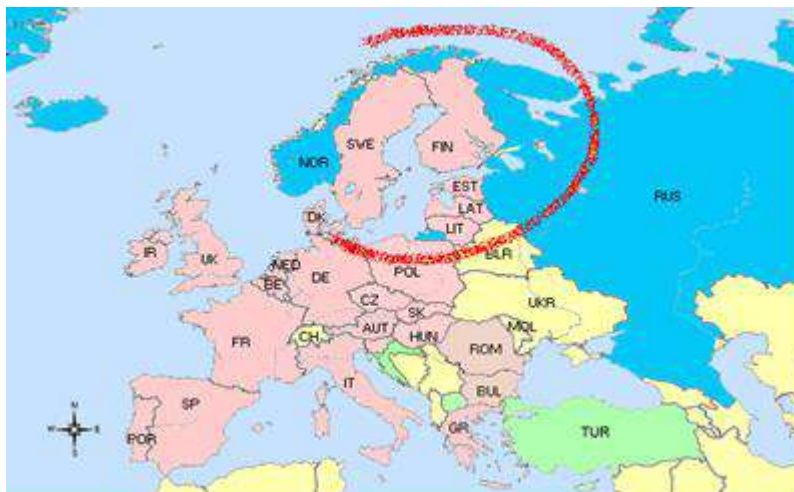 SWE
FIN
NOR
EST
RUS
LAT
DK
LIT
IR
UK
NED
BLR
BE
DE
POL
CZ
UKR
SK
AUT
MOL
FR
CH
HUN
ROM
IT
SP
BUL
N
W
E
S
POR
GR
TUR